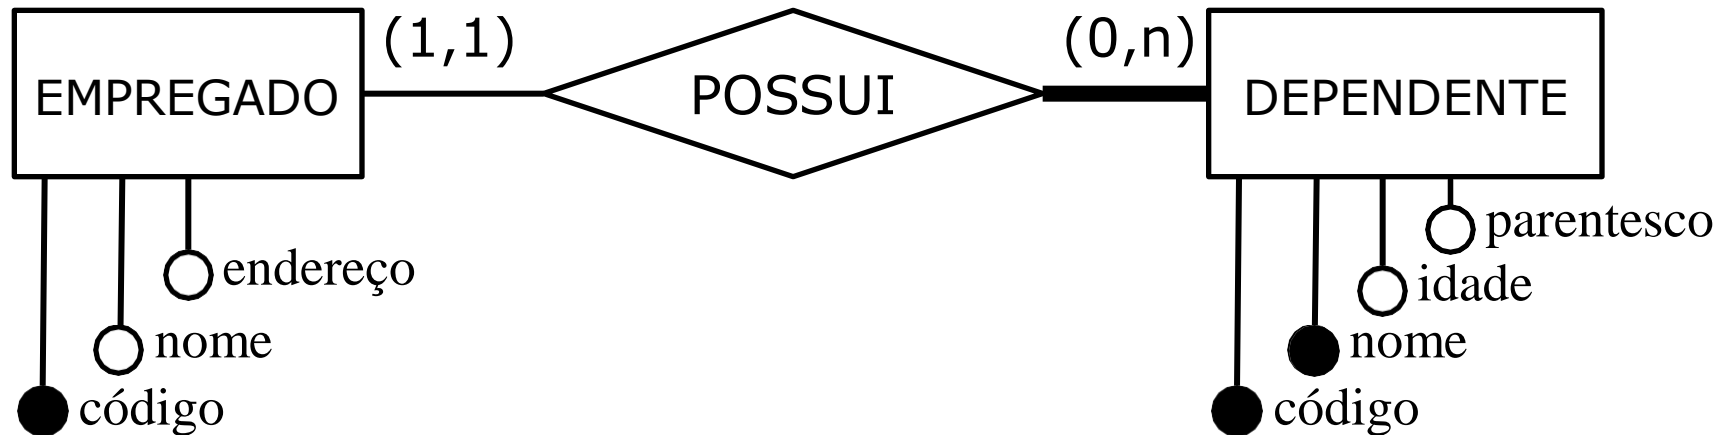 (1,1)
(0,n)
EMPREGADO
POSSUI
DEPENDENTE
endereço
nome
código
parentesco
idade
nome
código